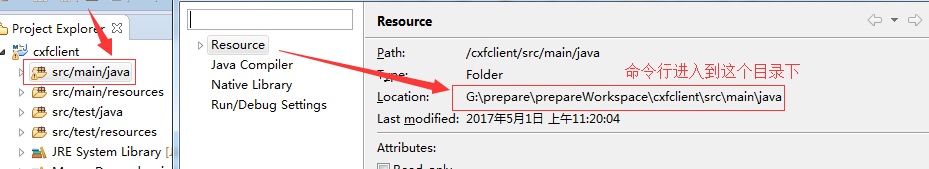 Project Explorer
cxfclient
src/main/java
src/main/resources
src/test/java
src/test/resources
JRE System Library [
Resource
Java Compiler
Native Library
Run/Debug Settings
Resource
Path: /cxfclient/src/main/java
Type: Folder
命令行进入到这个目录下
Location: G:\prepare\prepareWorkspace\cxfclient\src\main\java
Last modified: 2017年5月1日 上午11:20:04
Attributes: